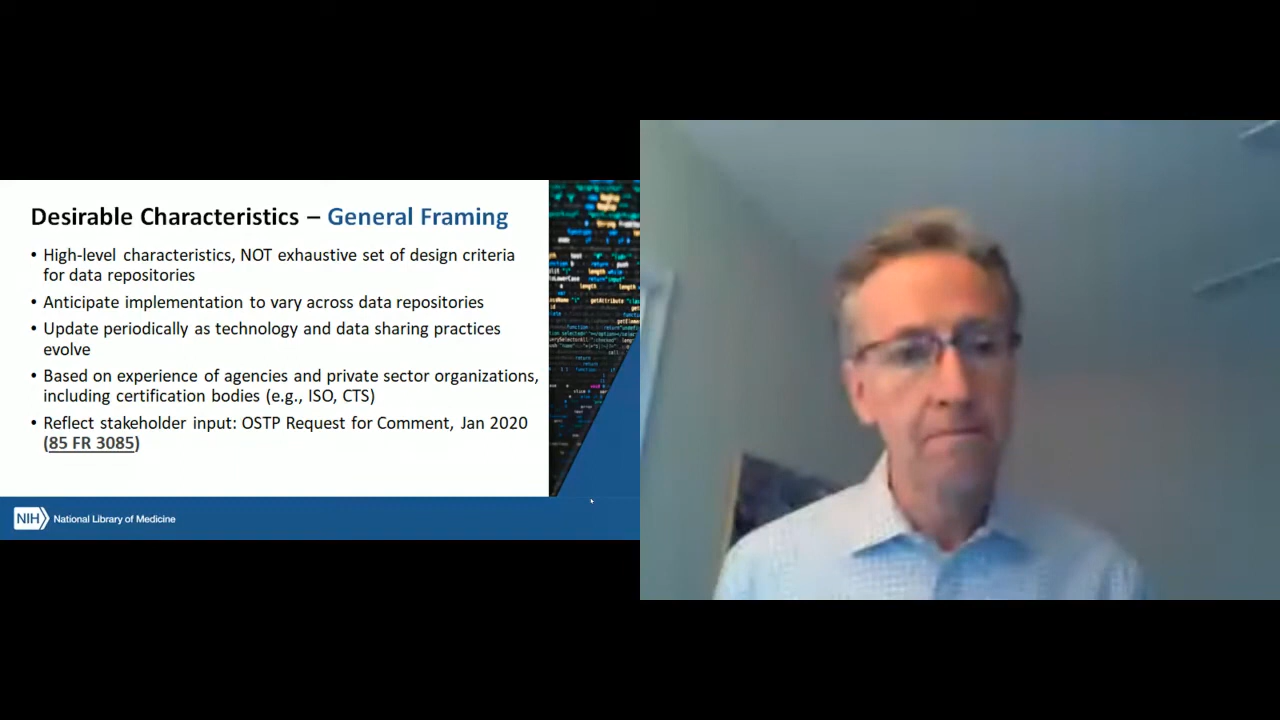 Desirable Characteristics – General Framing
• High-level characteristics, NOT exhaustive set of design criteria
for data repositories
• Anticipate implementation to vary across data repositories
• Update periodically as technology and data sharing practices
evolve
• Based on experience of agencies and private sector organizations,
including certification bodies (e.g., ISO, CTS)
• Reflect stakeholder input: OSTP Request for Comment, Jan 2020
(85 FR 3085)
NIH National Library of Medicine